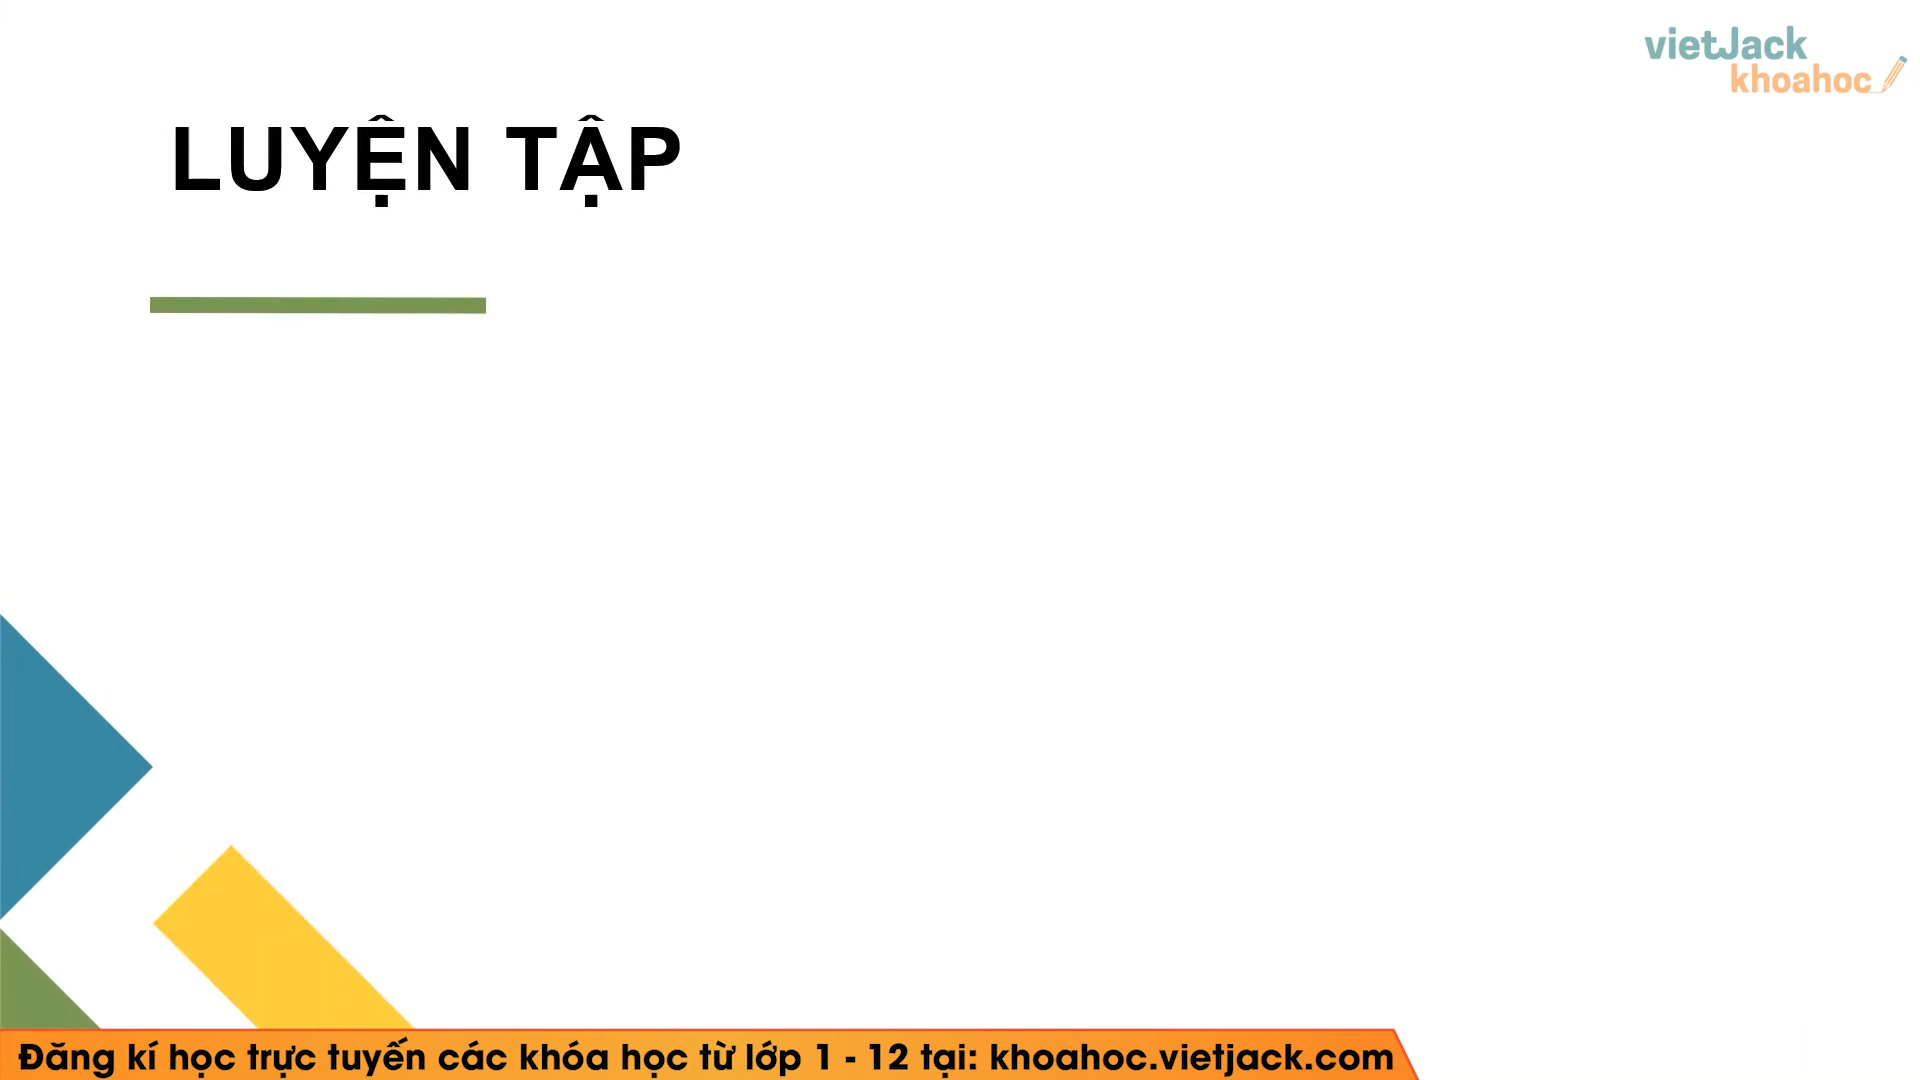 vietJack
khoahoc
LUYỆN TẬP
Đăng kí học trực tuyến các khóa học từ lớp 1 - 12 tại: khoahoc.vietjack.com